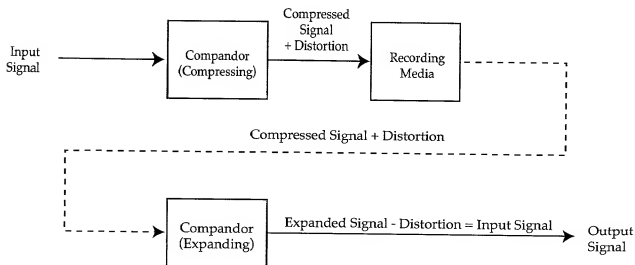 Input
Signal
Compandor
(Compressing)
Compressed
Signal
+ Distortion
Recording
Media
Compressed Signal + Distortion
Compandor
(Expanding)
Expanded Signal - Distortion = Input Signal
Output
Signal